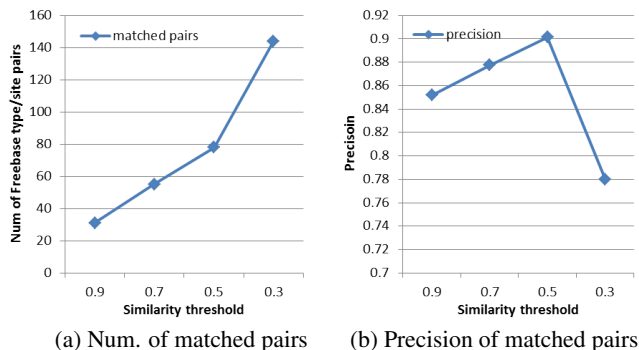 160
140
120
100
80
60
40
20
0
Num of Freebase type/site pairs
matched pairs
0.9 0.7 0.5 0.3
Similarity threshold
(a) Num. of matched pairs
0.92
0.9
0.88
0.86
0.84
0.82
0.8
0.78
0.76
0.74
0.72
0.7
Precisoin
precision
0.9 0.7 0.5 0.3
Similarity threshold
(b) Precision of matched pairs